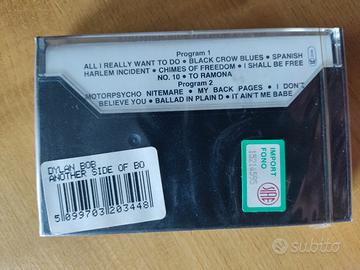 Program 1
ALL I REALLY WANT TO DO • BLACK CROW BLUES • SPANISH
HARLEM INCIDENT • CHIMES OF FREEDOM • I SHALL BE FREE
NO. 10 • TO RAMONA
Program 2
MOTORPSYCHO NITEMARE • MY BACK PAGES • I DON'T
BELIEVE YOU • BALLAD IN PLAIN D • IT AIN'T ME BABE
DYLAN BOB
ANOTHER SIDE OF BO
5 099703 203448
IMPORT
FONO
SIAE
subito